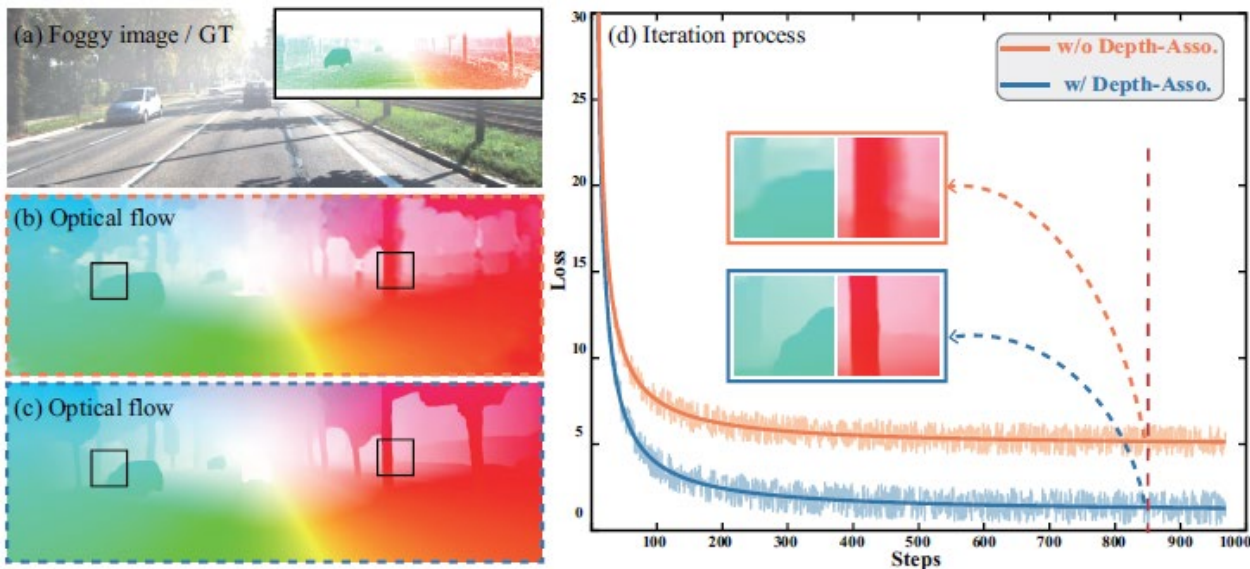 (a) Foggy image / GT
(b) Optical flow
(c) Optical flow
(d) Iteration process
w/o Depth-Asso.
w/ Depth-Asso.
Loss
30
25
20
15
10
5
0
100 200 300 400 500 600 700 800 900 1000
Steps